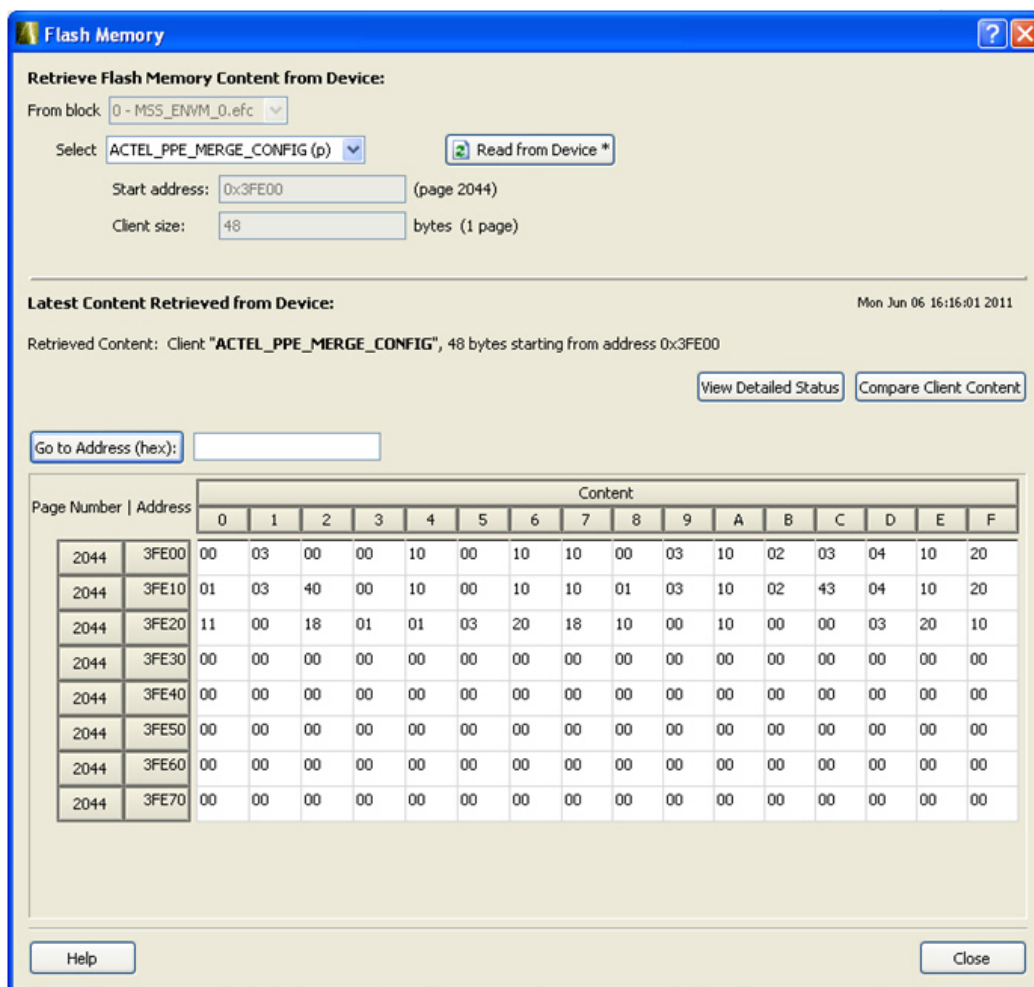 Flash Memory
Retrieve Flash Memory Content from Device:
From block 0 - MSS_ENVM_0.efc
Select ACTEL_PPE_MERGE_CONFIG (p) Read from Device *
Start address: 0x3FE00 (page 2044)
Client size: 48 bytes (1 page)
Latest Content Retrieved from Device: Mon Jun 06 16:16:01 2011
Retrieved Content: Client "ACTEL_PPE_MERGE_CONFIG", 48 bytes starting from address 0x3FE00
View Detailed Status Compare Client Content
Go to Address (hex):
Content
Page Number | Address
0 1 2 3 4 5 6 7 8 9 A B C D E F
2044 3FE00 00 03 00 00 10 00 10 10 00 03 10 02 03 04 10 20
2044 3FE10 01 03 40 00 10 00 10 10 01 03 10 02 43 04 10 20
2044 3FE20 11 00 18 01 01 03 20 18 10 00 10 00 00 03 20 10
2044 3FE30 00 00 00 00 00 00 00 00 00 00 00 00 00 00 00 00
2044 3FE40 00 00 00 00 00 00 00 00 00 00 00 00 00 00 00 00
2044 3FE50 00 00 00 00 00 00 00 00 00 00 00 00 00 00 00 00
2044 3FE60 00 00 00 00 00 00 00 00 00 00 00 00 00 00 00 00
2044 3FE70 00 00 00 00 00 00 00 00 00 00 00 00 00 00 00 00
Help Close